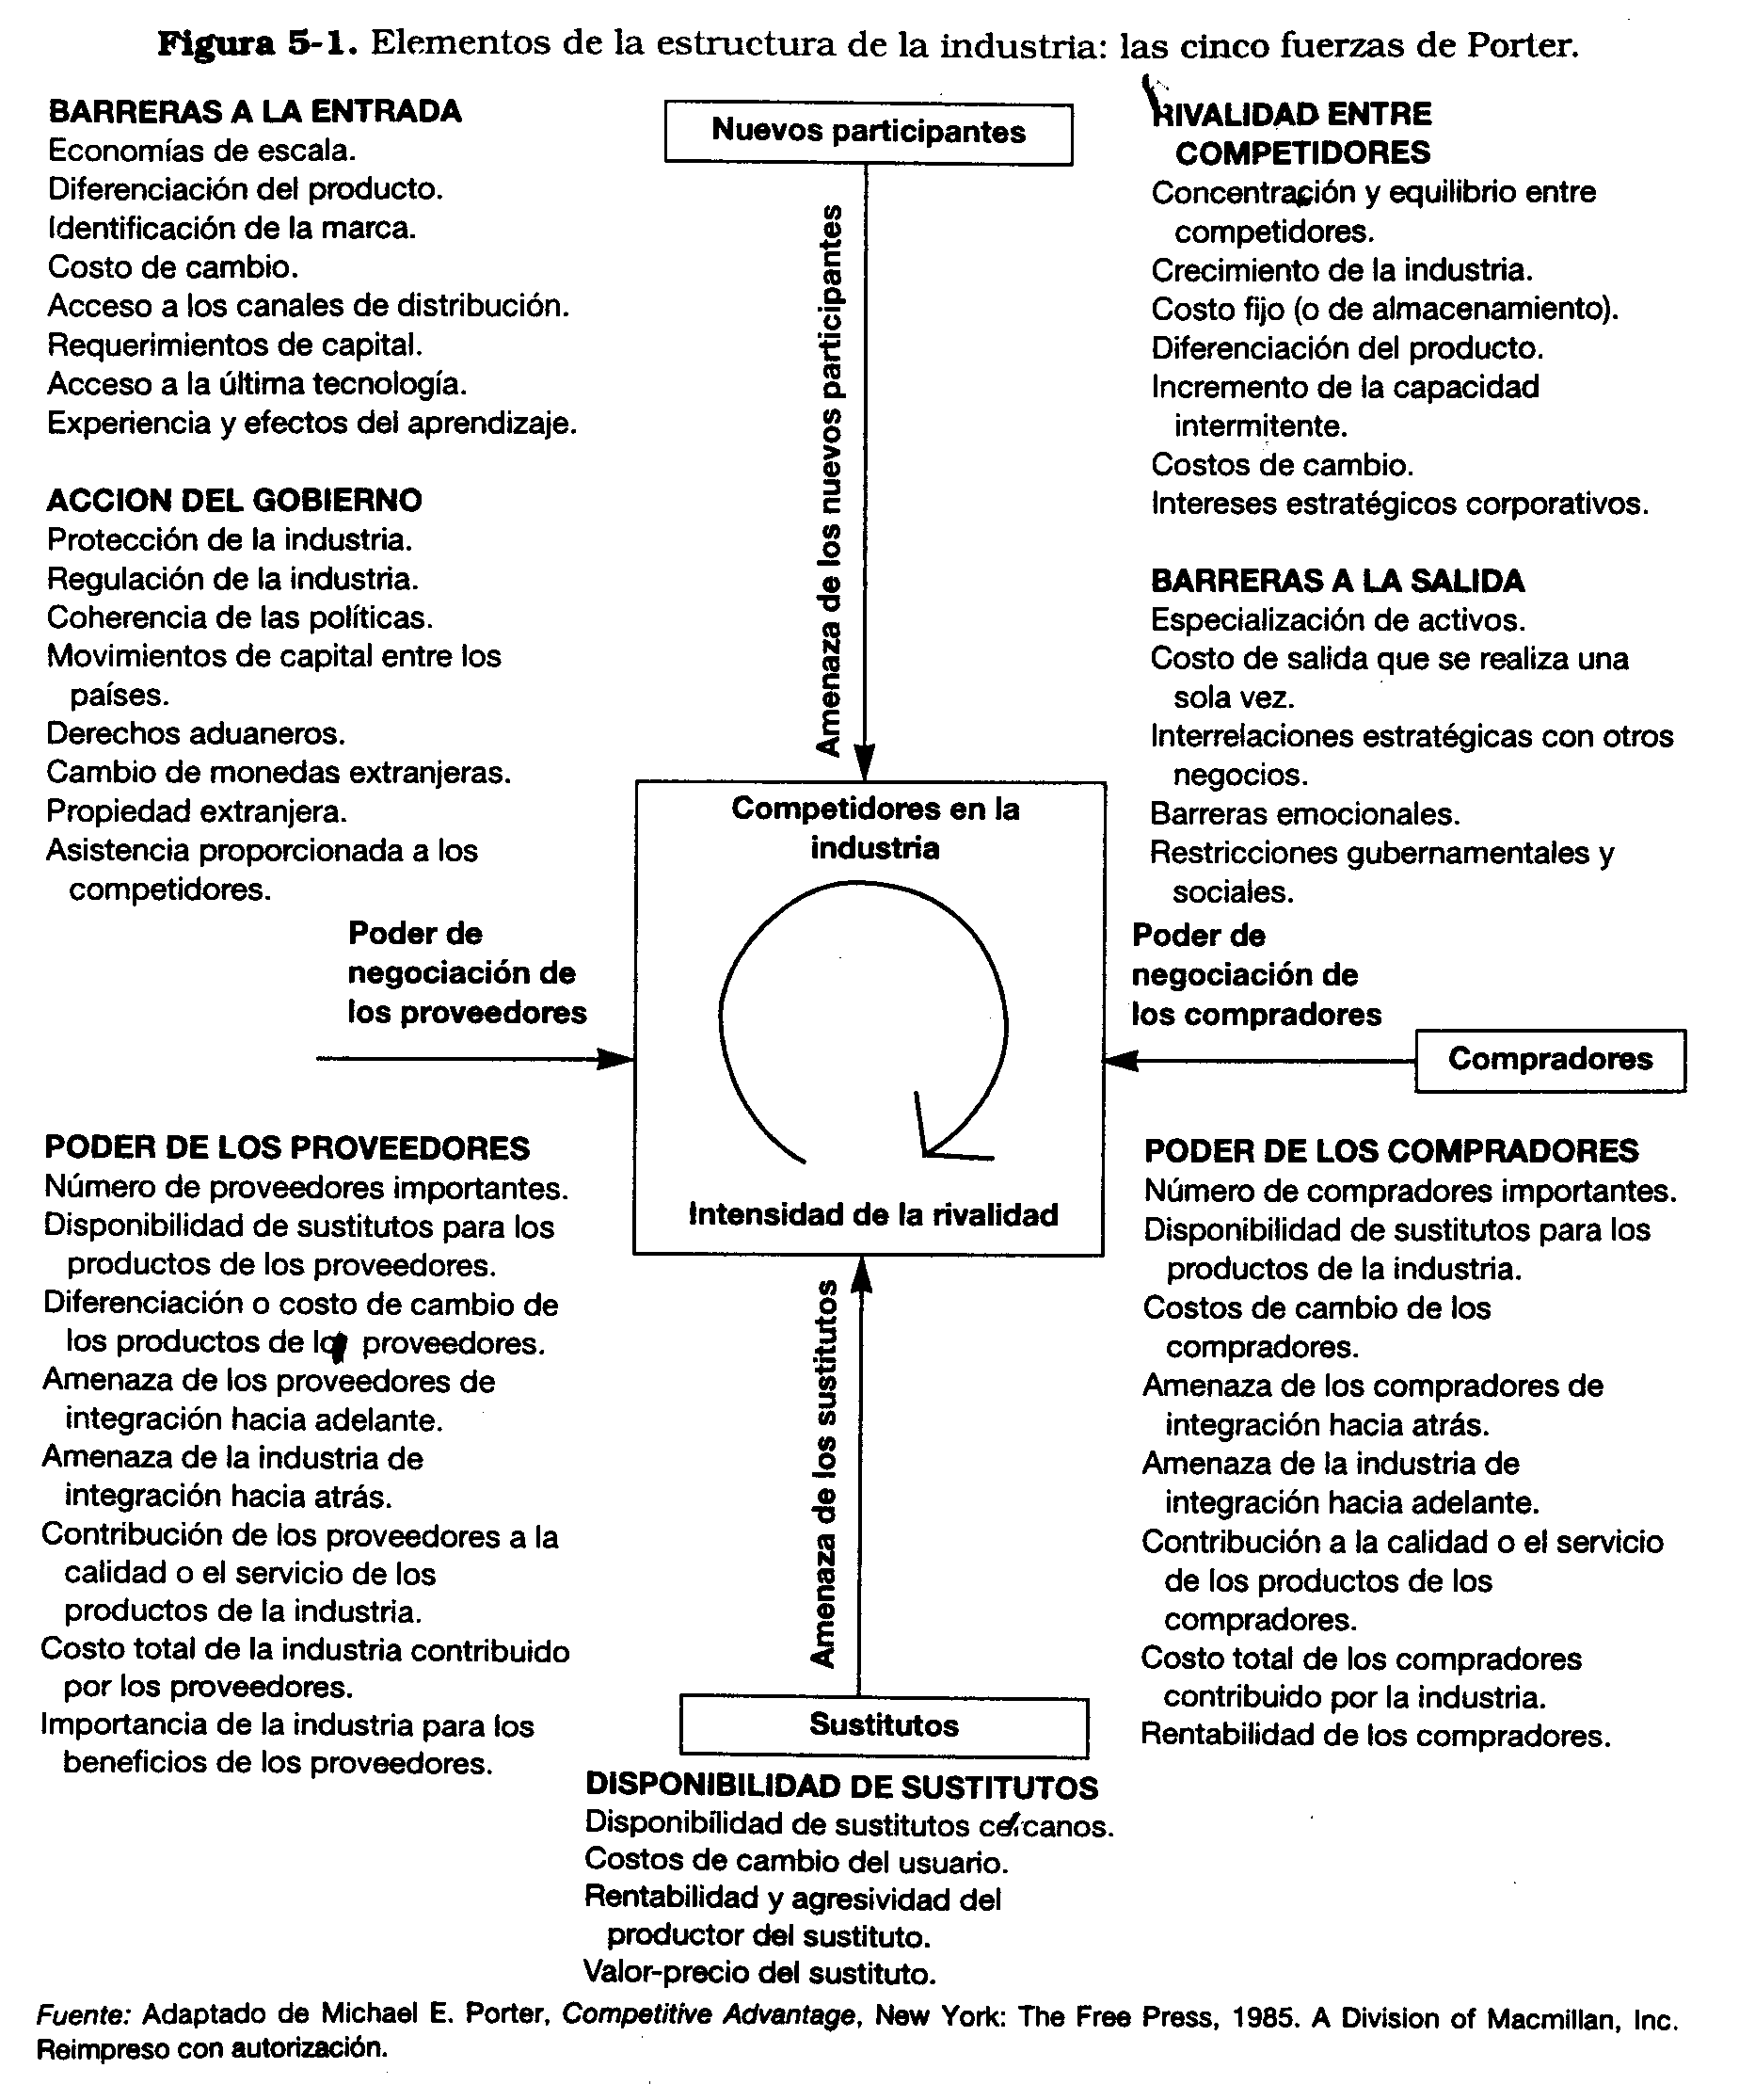 Figura 5-1. Elementos de la estructura de la industria: las cinco fuerzas de Porter.
BARRERAS A LA ENTRADA
Economías de escala.
Diferenciación del producto.
Identificación de la marca.
Costo de cambio.
Acceso a los canales de distribución.
Requerimientos de capital.
Acceso a la última tecnología.
Experiencia y efectos del aprendizaje.
ACCION DEL GOBIERNO
Protección de la industria.
Regulación de la industria.
Coherencia de las políticas.
Movimientos de capital entre los
países.
Derechos aduaneros.
Cambio de monedas extranjeras.
Propiedad extranjera.
Asistencia proporcionada a los
competidores.
Nuevos participantes
Amenaza de los nuevos participantes
RIVALIDAD ENTRE
COMPETIDORES
Concentración y equilibrio entre
competidores.
Crecimiento de la industria.
Costo fijo (o de almacenamiento).
Diferenciación del producto.
Incremento de la capacidad
intermitente.
Costos de cambio.
Intereses estratégicos corporativos.
BARRERAS A LA SALIDA
Especialización de activos.
Costo de salida que se realiza una
sola vez.
Interrelaciones estratégicas con otros
negocios.
Barreras emocionales.
Restricciones gubernamentales y
sociales.
Poder de
negociación de
los proveedores
Competidores en la
industria
Intensidad de la rivalidad
Poder de
negociación de
los compradores
Compradores
PODER DE LOS PROVEEDORES
Número de proveedores importantes.
Disponibilidad de sustitutos para los
productos de los proveedores.
Diferenciación o costo de cambio de
los productos de los proveedores.
Amenaza de los proveedores de
integración hacia adelante.
Amenaza de la industria de
integración hacia atrás.
Contribución de los proveedores a la
calidad o el servicio de los
productos de la industria.
Costo total de la industria contribuido
por los proveedores.
Importancia de la industria para los
beneficios de los proveedores.
Amenaza de los sustitutos
Sustitutos
PODER DE LOS COMPRADORES
Número de compradores importantes.
Disponibilidad de sustitutos para los
productos de la industria.
Costos de cambio de los
compradores.
Amenaza de los compradores de
integración hacia atrás.
Amenaza de la industria de
integración hacia adelante.
Contribución a la calidad o el servicio
de los productos de los
compradores.
Costo total de los compradores
contribuido por la industria.
Rentabilidad de los compradores.
DISPONIBILIDAD DE SUSTITUTOS
Disponibilidad de sustitutos cercanos.
Costos de cambio del usuario.
Rentabilidad y agresividad del
productor del sustituto.
Valor-precio del sustituto.
Fuente: Adaptado de Michael E. Porter, Competitive Advantage, New York: The Free Press, 1985. A Division of Macmillan, Inc.
Reimpreso con autorización.